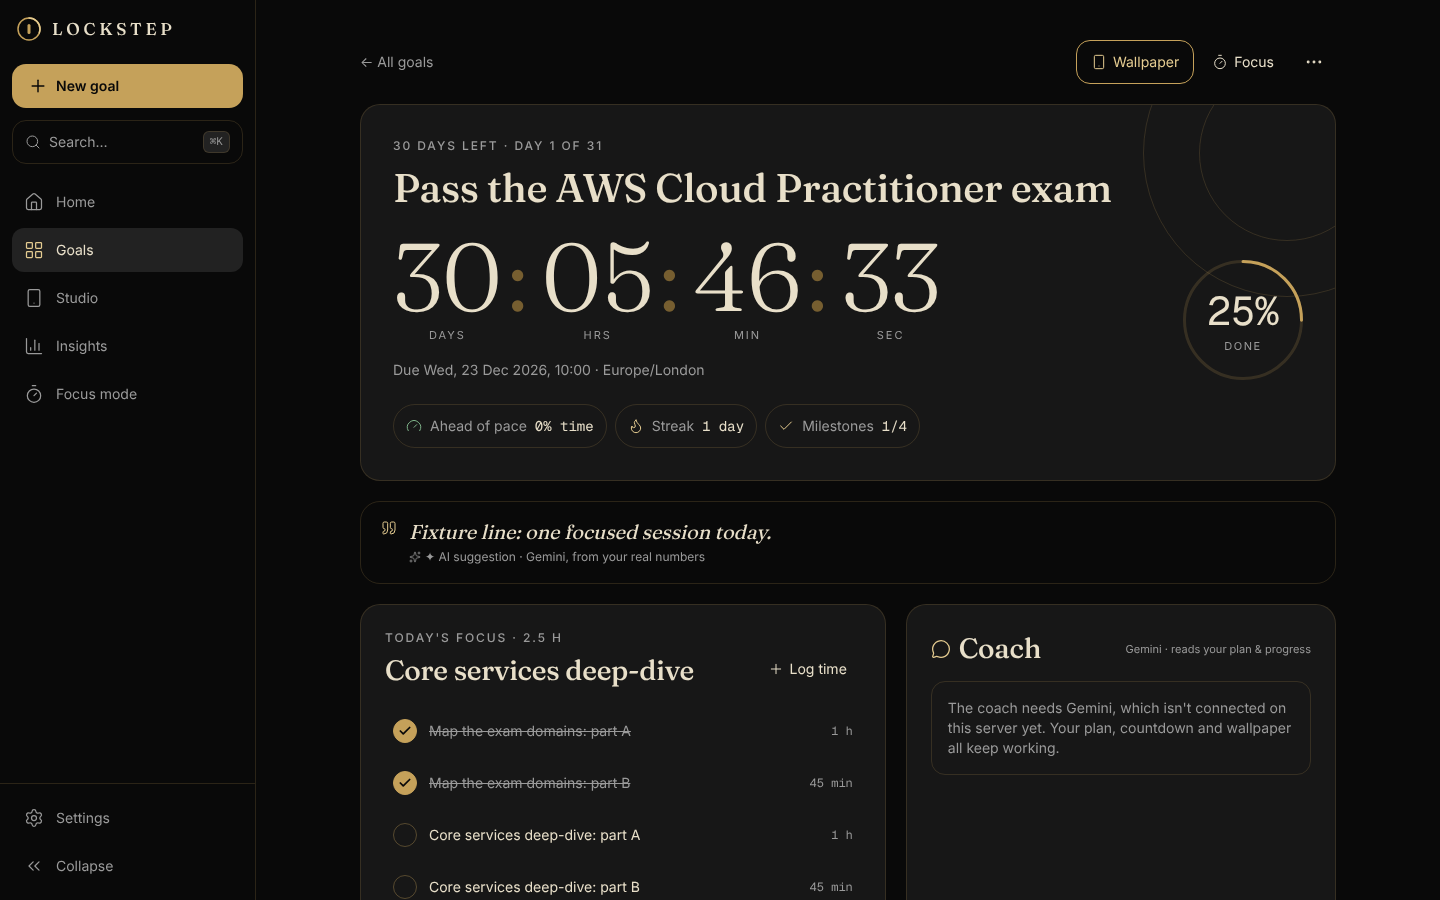 LOCKSTEP
New goal
Search... ⌘K
Home
Goals
Studio
Insights
Focus mode
Settings
Collapse
← All goals
Wallpaper
Focus
30 DAYS LEFT · DAY 1 OF 31
Pass the AWS Cloud Practitioner exam
30:05:46:33
DAYS HRS MIN SEC
25%
DONE
Due Wed, 23 Dec 2026, 10:00 · Europe/London
Ahead of pace 0% time
Streak 1 day
Milestones 1/4
Fixture line: one focused session today.
✦ AI suggestion · Gemini, from your real numbers
TODAY'S FOCUS · 2.5 H
Core services deep-dive
+ Log time
Map the exam domains: part A 1 h
Map the exam domains: part B 45 min
Core services deep-dive: part A 1 h
Core services deep-dive: part B 45 min
Coach
Gemini · reads your plan & progress
The coach needs Gemini, which isn't connected on
this server yet. Your plan, countdown and wallpaper
all keep working.